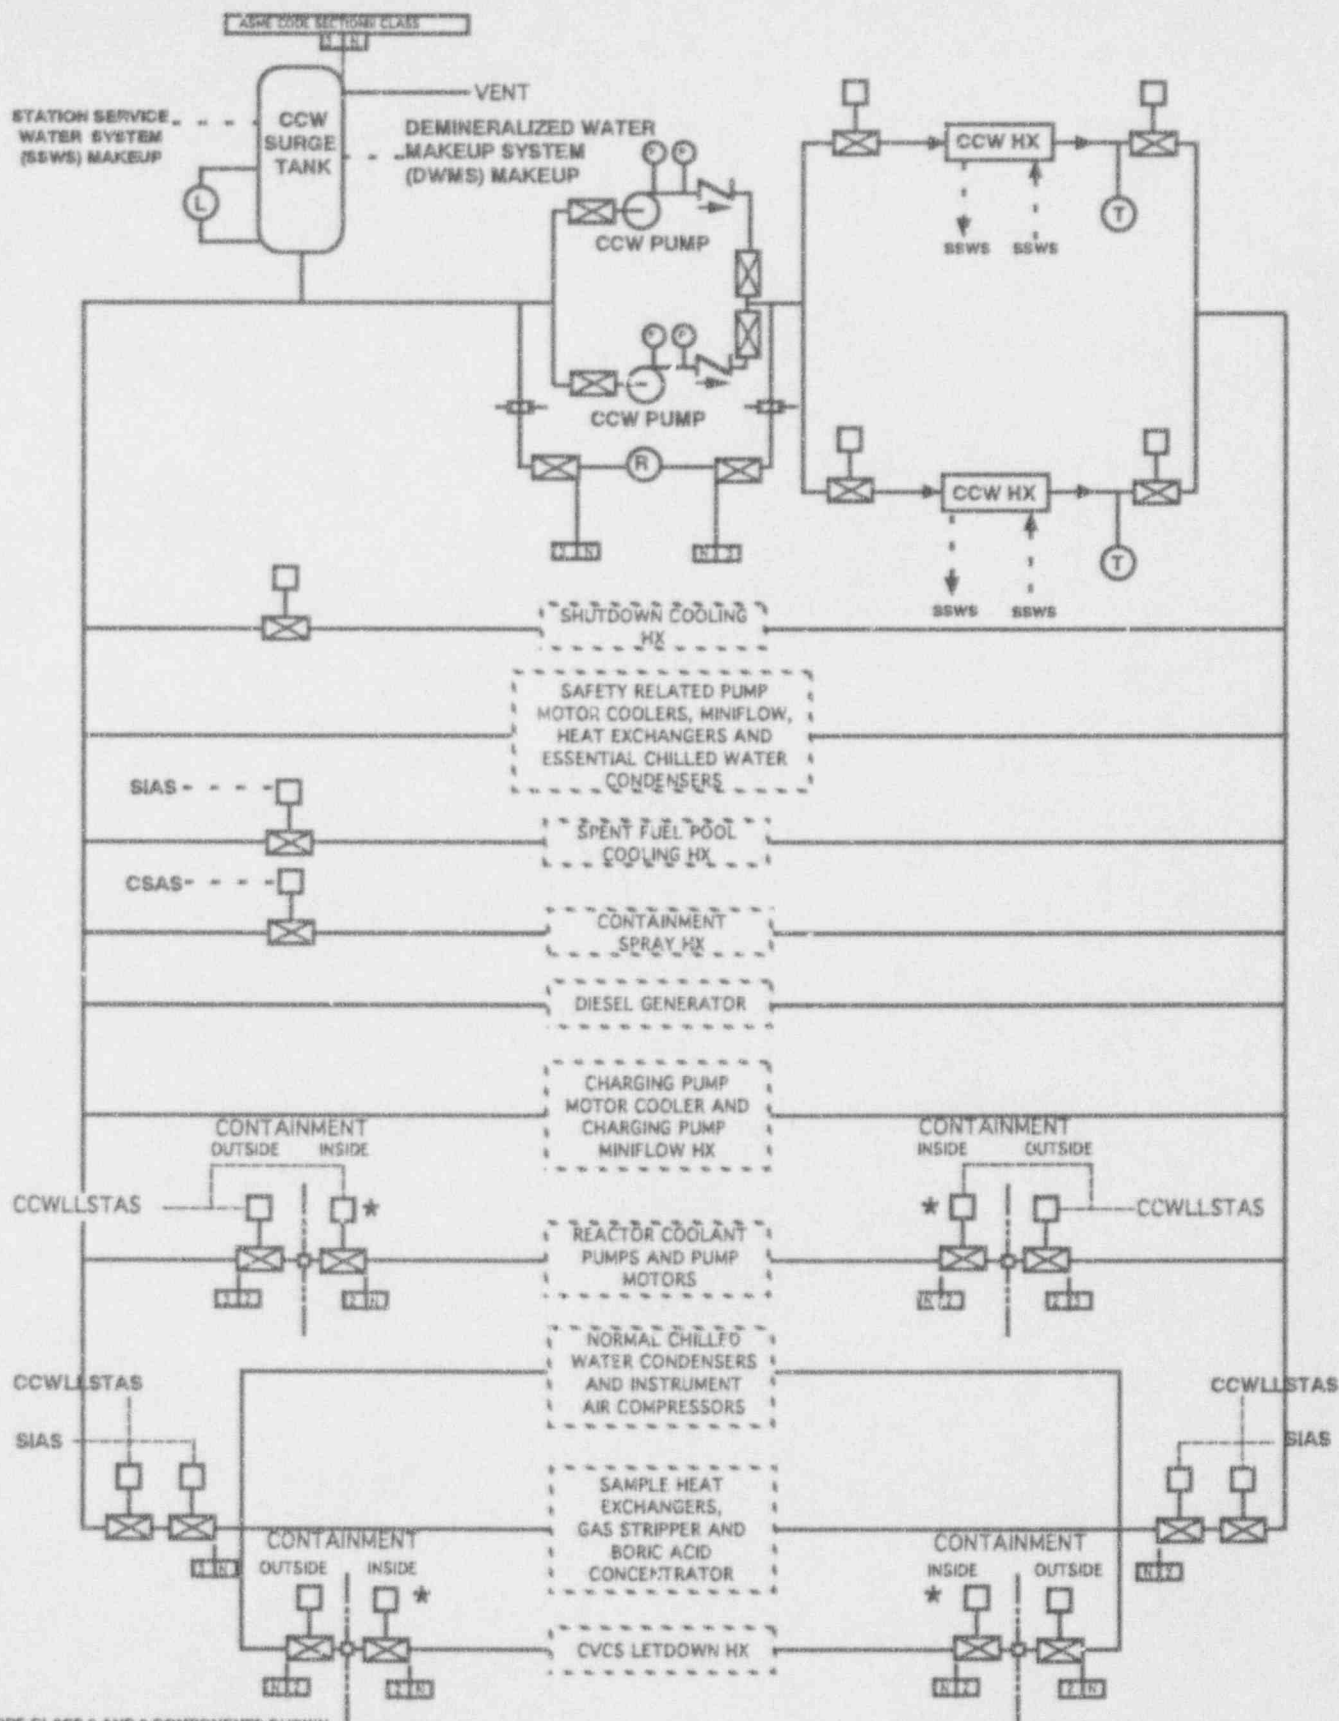 ASME CODE SECTION III CLASS
VENT
STATION SERVICE
WATER SYSTEM
(SSWS) MAKEUP
CCW
SURGE
TANK
DEMINERALIZED WATER
MAKEUP SYSTEM
(DWMS) MAKEUP
L
CCW PUMP
CCW PUMP
R
CCW HX
T
SSWS
SSWS
CCW HX
T
SSWS
SSWS
SHUTDOWN COOLING
HX
SAFETY RELATED PUMP
MOTOR COOLERS, MINIFLOW,
HEAT EXCHANGERS AND
ESSENTIAL CHILLED WATER
CONDENSERS
SIAS
SPENT FUEL POOL
COOLING HX
CSAS
CONTAINMENT
SPRAY HX
DIESEL GENERATOR
CHARGING PUMP
MOTOR COOLER AND
CHARGING PUMP
MINIFLOW HX
CONTAINMENT
OUTSIDE INSIDE
CONTAINMENT
INSIDE OUTSIDE
CCWLLSTAS
*
*
CCWLLSTAS
REACTOR COOLANT
PUMPS AND PUMP
MOTORS
NORMAL CHILLED
WATER CONDENSERS
AND INSTRUMENT
AIR COMPRESSORS
CCWLLSTAS
SIAS
CCWLLSTAS
SIAS
SAMPLE HEAT
EXCHANGERS,
GAS STRIPPER AND
BORIC ACID
CONCENTRATOR
CONTAINMENT
OUTSIDE INSIDE
*
CONTAINMENT
INSIDE OUTSIDE
*
CVCS LETDOWN HX